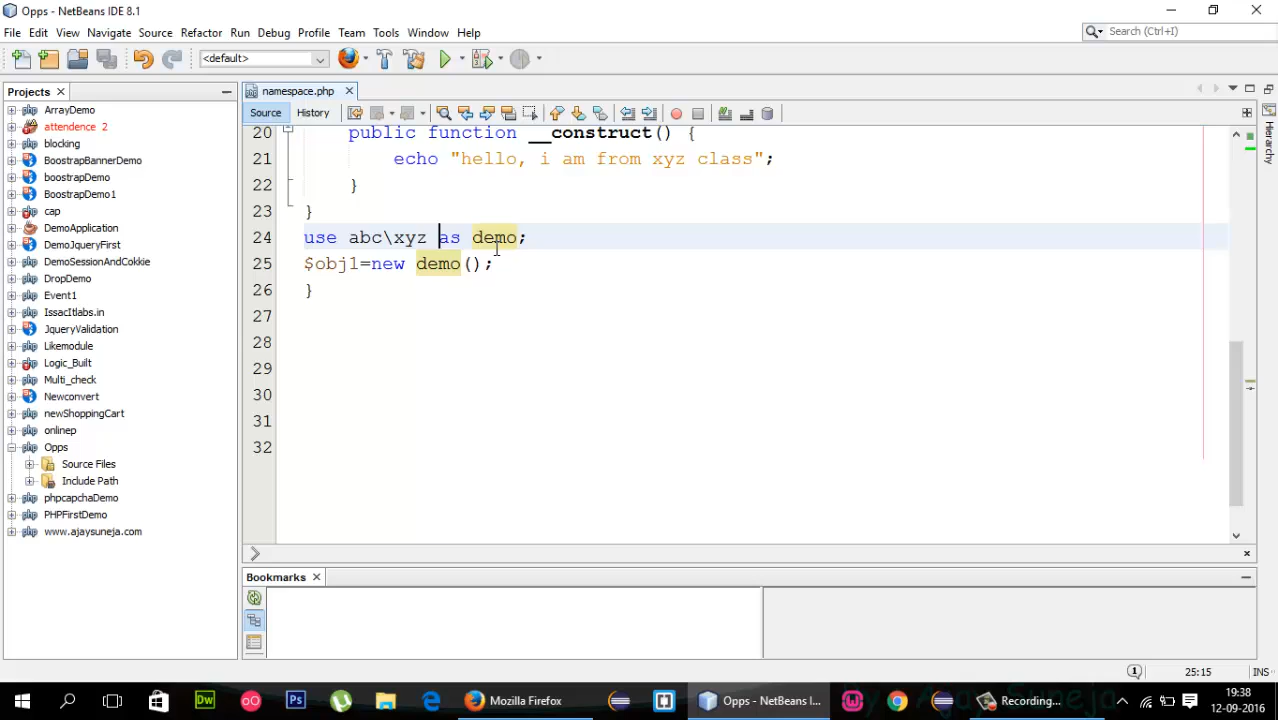 Opps - NetBeans IDE 8.1
File Edit View Navigate Source Refactor Run Debug Profile Team Tools Window Help
Search (Ctrl+I)
<default>
Projects
namespace.php
Source History
ArrayDemo
attendence 2
blocking
BoostrapBannerDemo
boostrapDemo
BoostrapDemo1
cap
DemoApplication
DemoJqueryFirst
DemoSessionAndCokkie
DropDemo
Event1
IssacItlabs.in
JqueryValidation
Likemodule
Logic_Built
Multi_check
Newconvert
newShoppingCart
onlinep
Opps
Source Files
Include Path
phpcapchaDemo
PHPFirstDemo
www.ajaysuneja.com
20 public function __construct() {
21 echo "hello, i am from xyz class";
22 }
23 }
24 use abc\xyz as demo;
25 $obj1=new demo();
26 }
27
28
29
30
31
32
Hierarchy
Bookmarks
1 25:15 INS
Mozilla Firefox
Opps - NetBeans I...
Recording...
19:38
12-09-2016